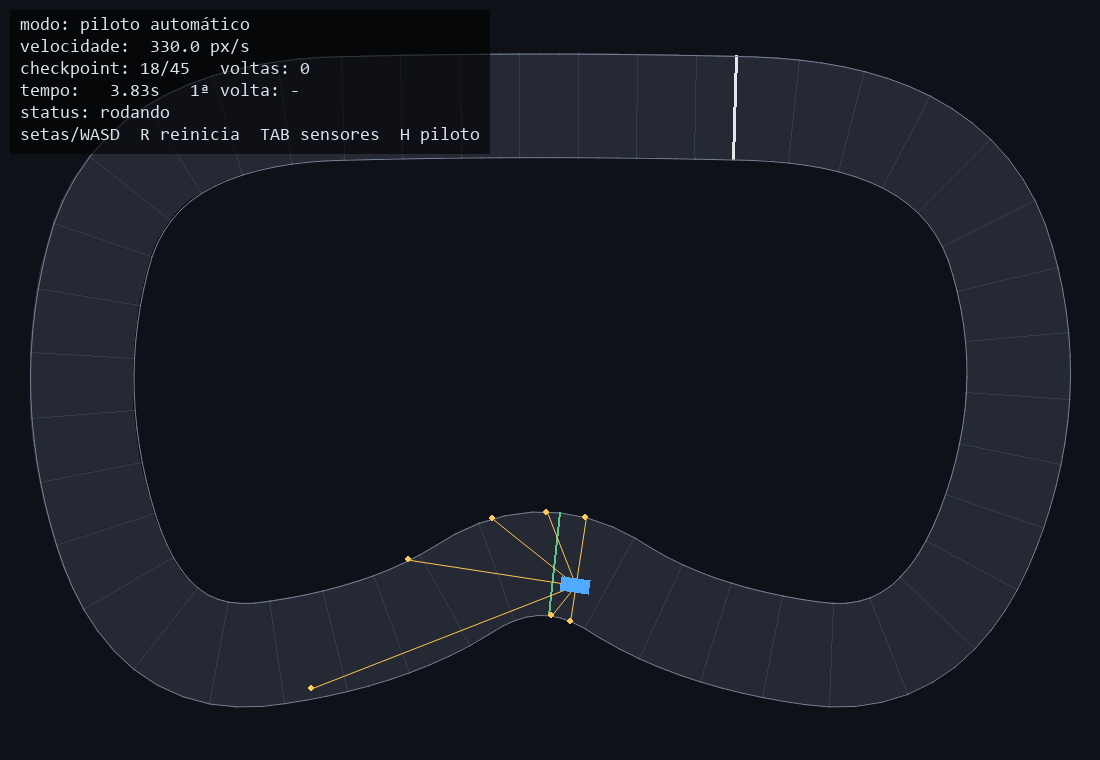 modo: piloto automático
velocidade:  330.0 px/s
checkpoint: 18/45   voltas: 0
tempo:   3.83s   1ª volta: -
status: rodando
setas/WASD  R reinicia  TAB sensores  H piloto